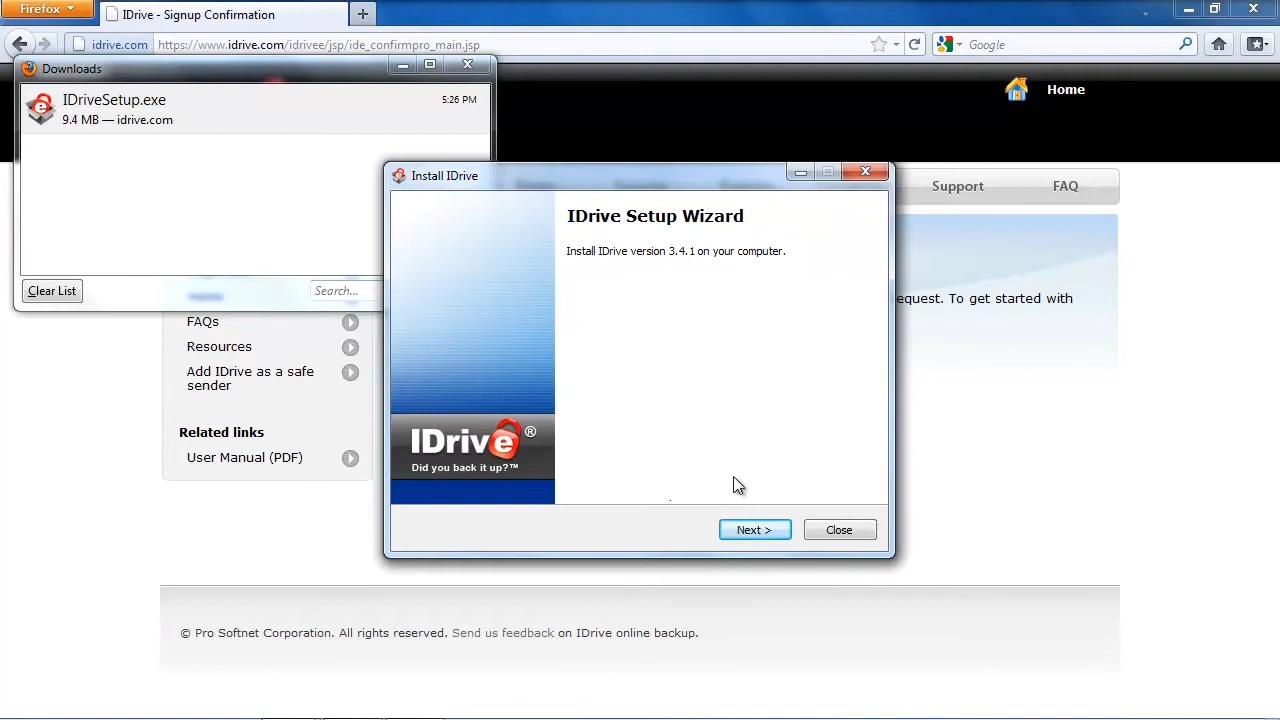 Firefox
IDrive - Signup Confirmation
idrive.com
https://www.idrive.com/idrivee/jsp/ide_confirmpro_main.jsp
Google
Downloads
IDriveSetup.exe
5:26 PM
9.4 MB — idrive.com
Clear List
Search...
Home
Support
FAQ
equest. To get started with
Install IDrive
IDrive Setup Wizard
Install IDrive version 3.4.1 on your computer.
IDrive®
Did you back it up?™
Next >
Close
FAQs
Resources
Add IDrive as a safe
sender
Related links
User Manual (PDF)
© Pro Softnet Corporation. All rights reserved. Send us feedback on IDrive online backup.